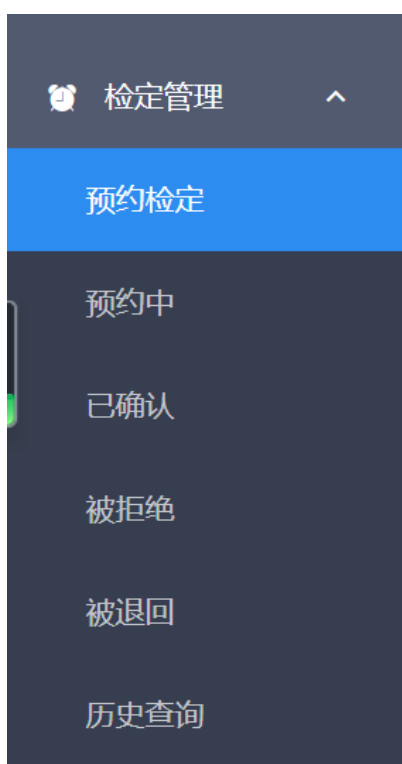 检定管理
预约检定
预约中
已确认
被拒绝
被退回
历史查询